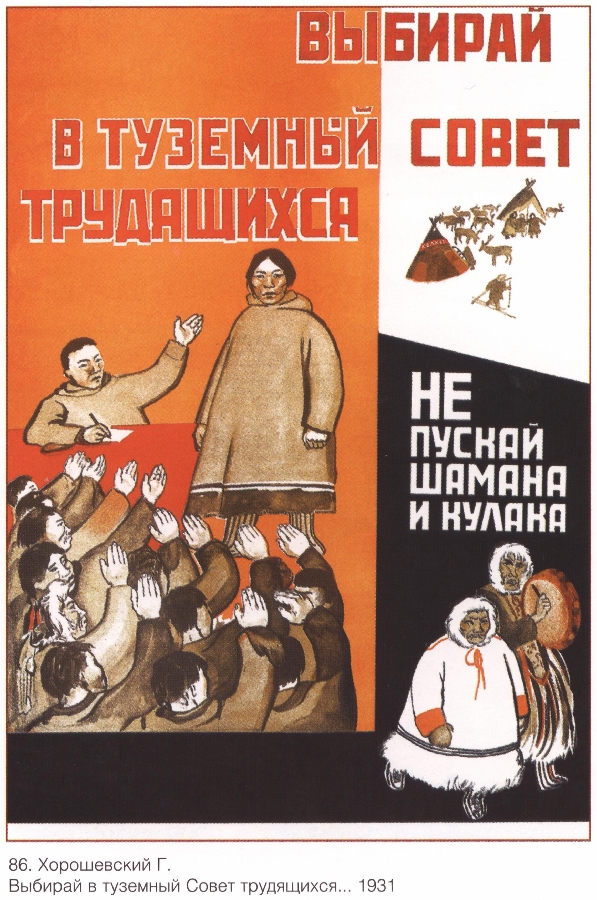 ВЫБИРАЙ
В ТУЗЕМНЫЙ СОВЕТ
ТРУДЯЩИХСЯ
НЕ
ПУСКАЙ
ШАМАНА
И КУЛАКА
86. Хорошевский Г.
Выбирай в туземный Совет трудящихся... 1931